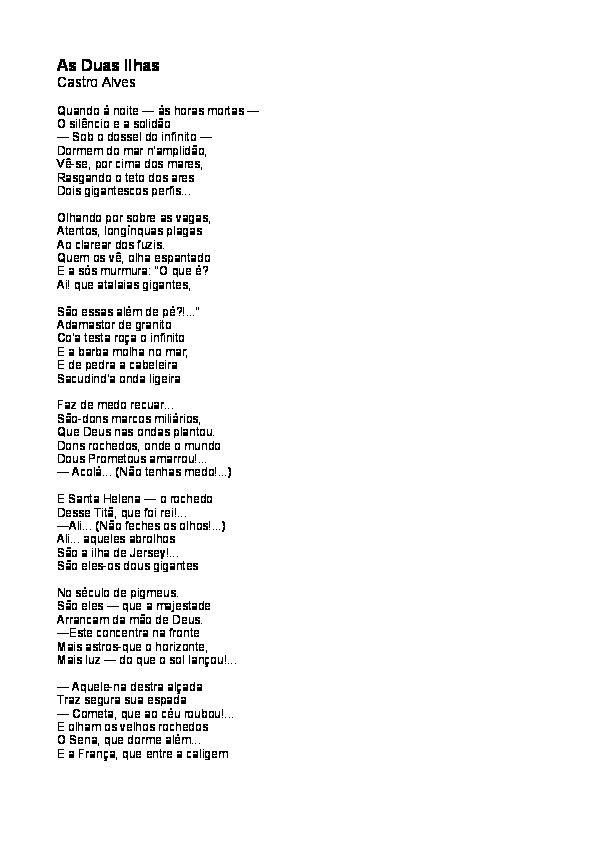 As Duas Ilhas
Castro Alves
Quando à noite — às horas mortas —
O silêncio e a solidão
— Sob o dossel do infinito —
Dormem do mar n'amplidão,
Vê-se, por cima dos mares,
Rasgando o teto dos ares
Dois gigantescos perfis...
Olhando por sobre as vagas,
Atentos, longínquas plagas
Ao clarear dos fuzis.
Quem os vê, olha espantado
E a sós murmura: "O que é?
Ai! que atalaias gigantes,
São essas além de pé?!..."
Adamastor de granito
Co'a testa roça o infinito
E a barba molha no mar;
E de pedra a cabeleira
Sacudind'a onda ligeira
Faz de medo recuar...
São-dons marcos miliários,
Que Deus nas ondas plantou.
Dons rochedos, onde o mundo
Dous Prometous amarrou!...
— Acolá... (Não tenhas medo!...)
E Santa Helena — o rochedo
Desse Titã, que foi rei!...
—Ali... (Não feches os olhos!...)
Ali... aqueles abrolhos
São a ilha de Jersey!...
São eles-os dous gigantes
No século de pigmeus.
São eles — que a majestade
Arrancam da mão de Deus.
—Este concentra na fronte
Mais astros-que o horizonte,
Mais luz — do que o sol lançou!...
— Aquele-na destra alçada
Traz segura sua espada
— Cometa, que ao céu roubou!...
E olham os velhos rochedos
O Sena, que dorme além...
E a França, que entre a caligem